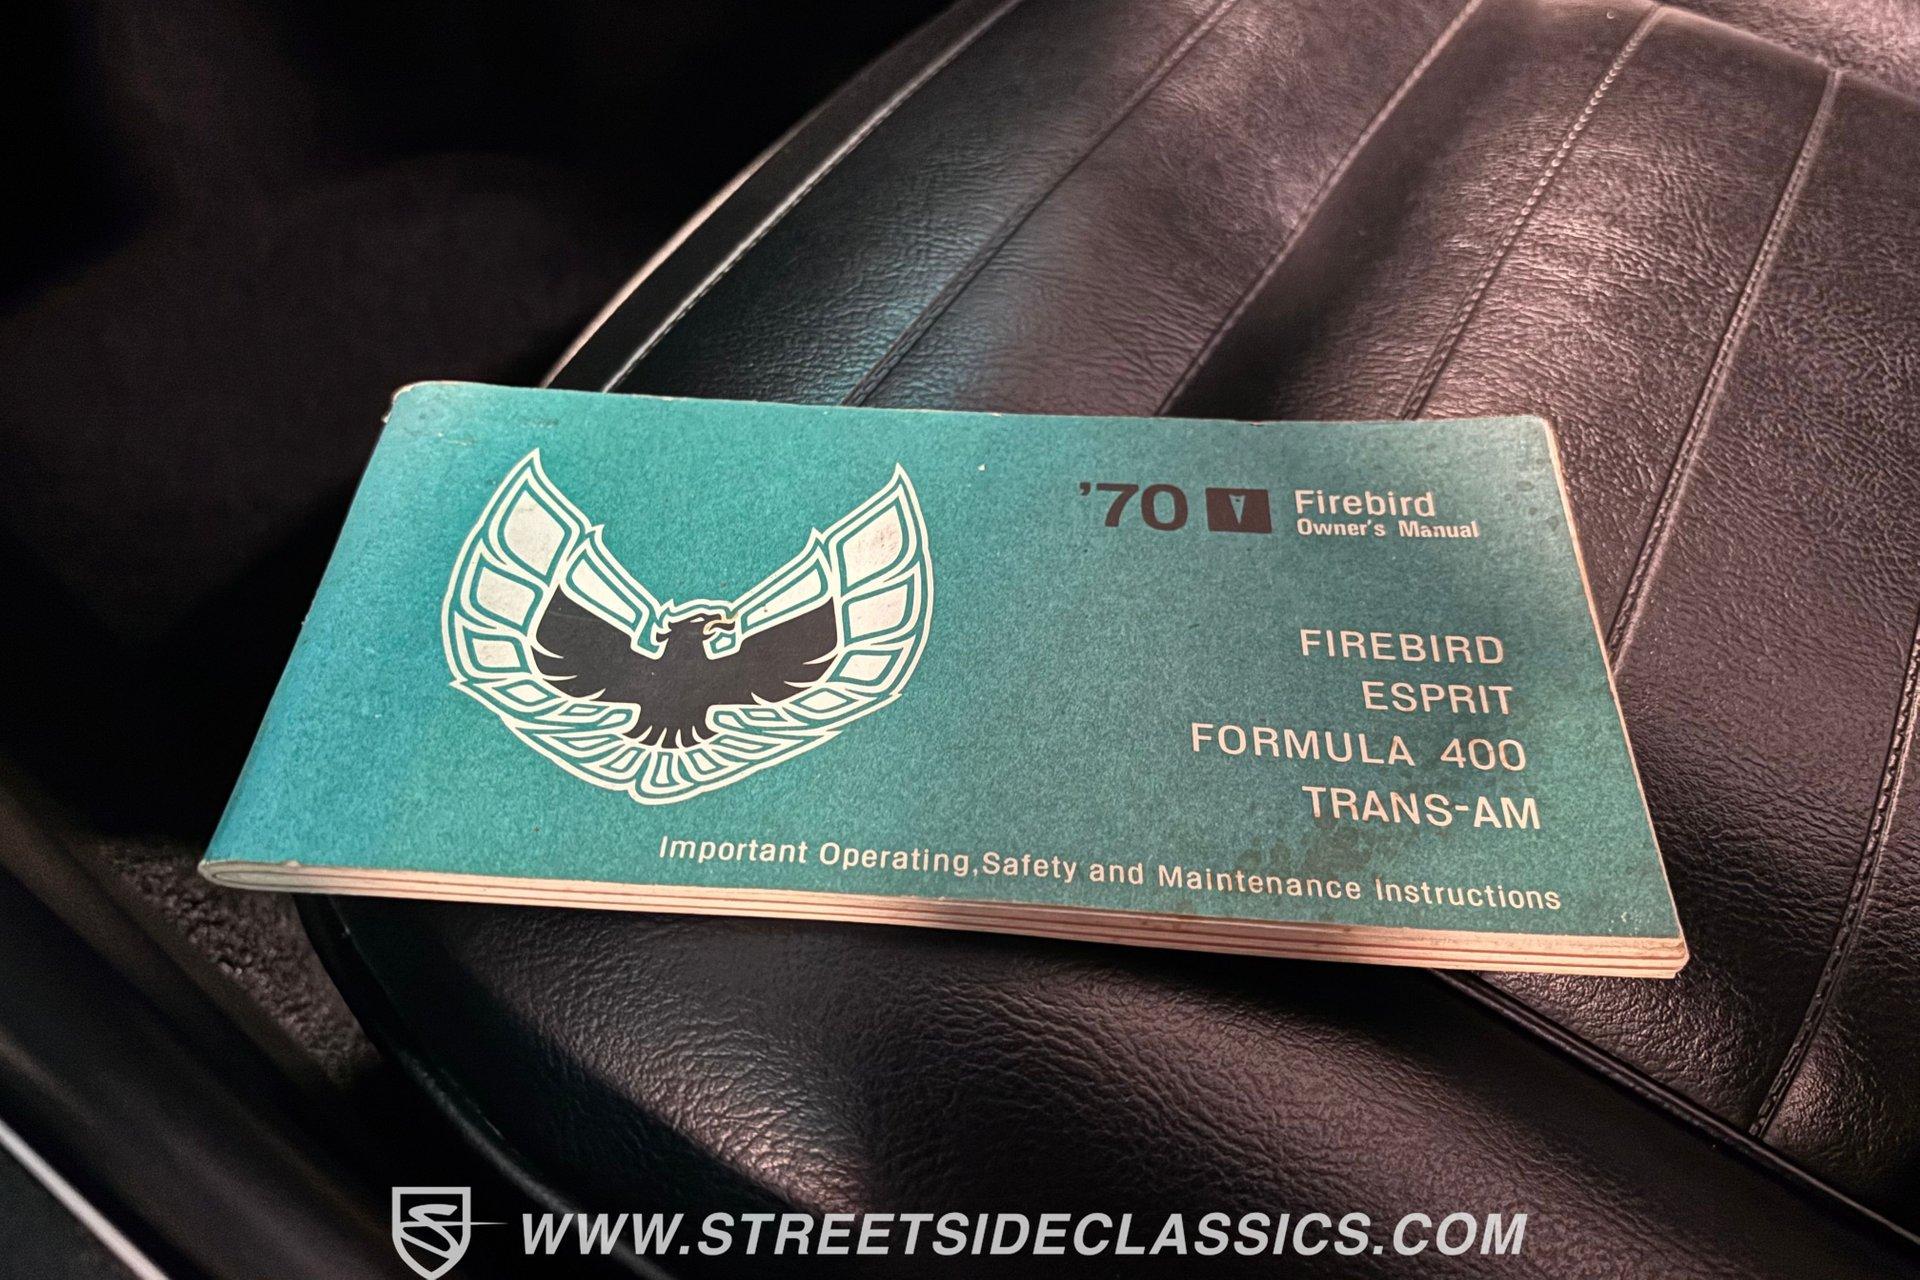 '70 Firebird
Owner's Manual
FIREBIRD
ESPRIT
FORMULA 400
TRANS-AM
Important Operating,Safety and Maintenance Instructions
WWW.STREETSIDECLASSICS.COM